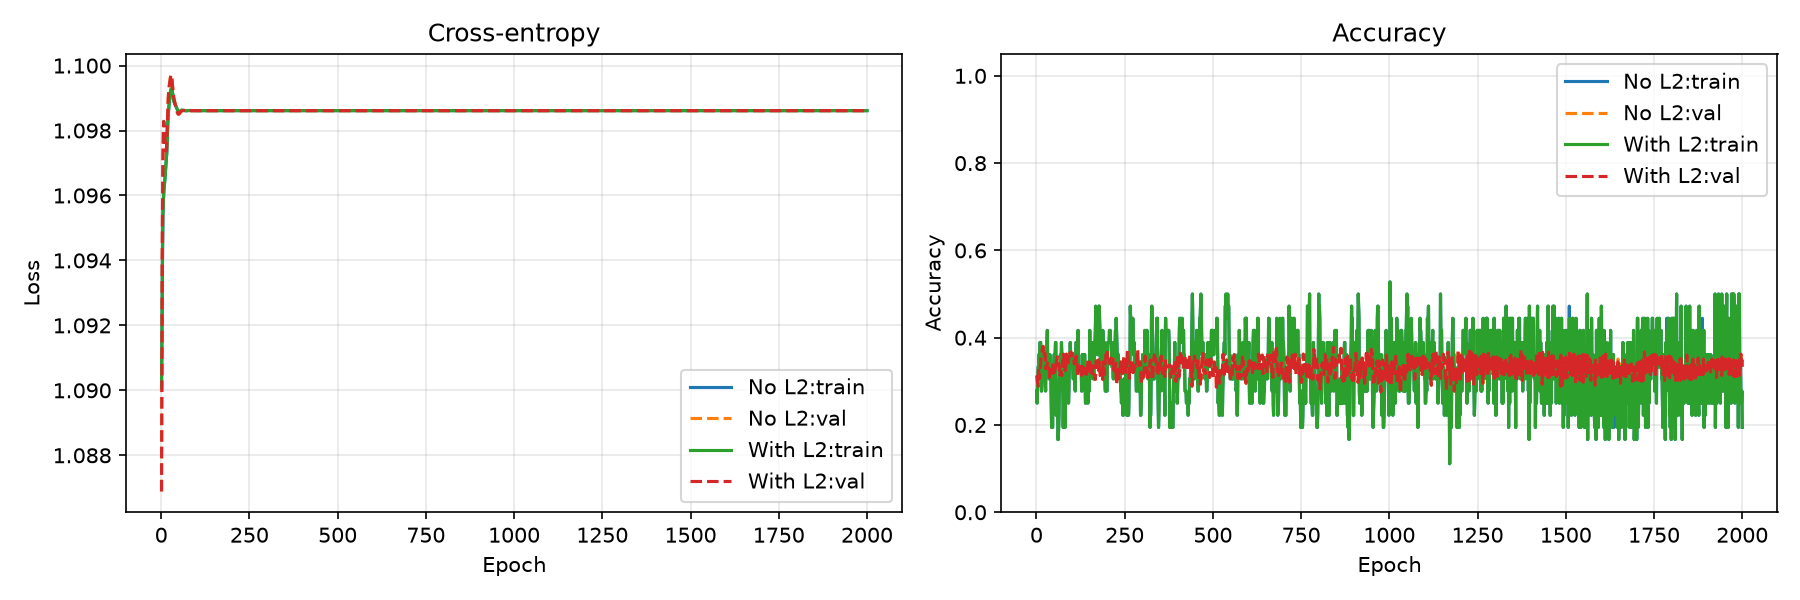 Cross-entropy
Loss
1.100
1.098
1.096
1.094
1.092
1.090
1.088
No L2:train
No L2:val
With L2:train
With L2:val
0 250 500 750 1000 1250 1500 1750 2000
Epoch
Accuracy
Accuracy
1.0
0.8
0.6
0.4
0.2
0.0
No L2:train
No L2:val
With L2:train
With L2:val
0 250 500 750 1000 1250 1500 1750 2000
Epoch